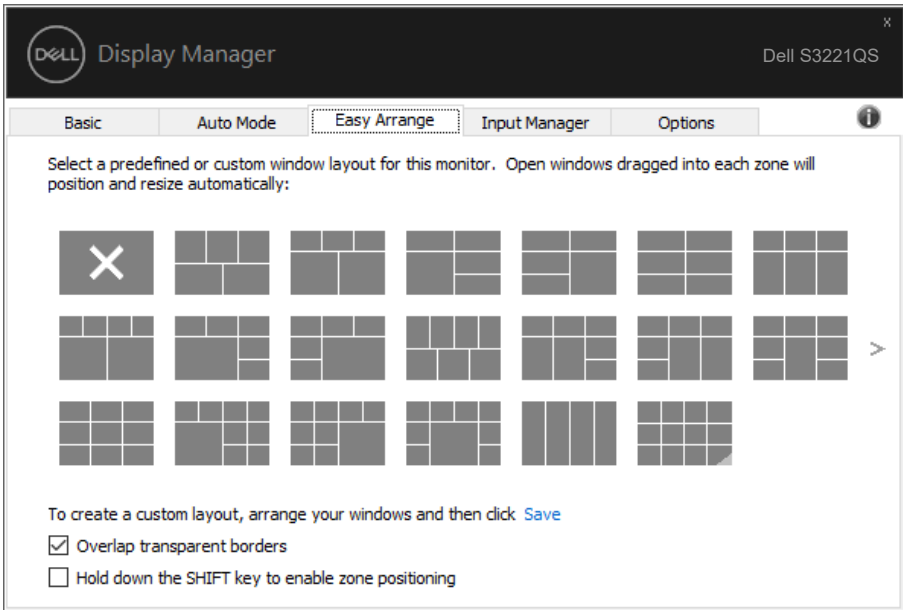 x
DELL Display Manager
Dell S3221QS
Basic Auto Mode Easy Arrange Input Manager Options i
Select a predefined or custom window layout for this monitor. Open windows dragged into each zone will
position and resize automatically:
>
To create a custom layout, arrange your windows and then click Save
Overlap transparent borders
Hold down the SHIFT key to enable zone positioning